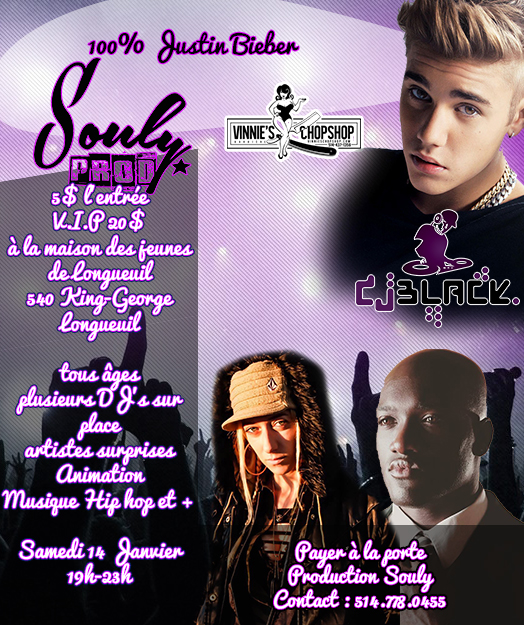 100% Justin Bieber
Souly
PROD
VINNIE'S CHOPSHOP
5$ l'entrée
V.I.P 20$
à la maison des jeunes
de Longueuil
540 King-George
Longueuil
CJBLACK.
tous âges
plusieurs DJ's sur
place
artistes surprises
Animation
Musique Hip hop et +
Samedi 14 Janvier
19h-23h
Payer à la porte
Production Souly
Contact : 514.778.0455